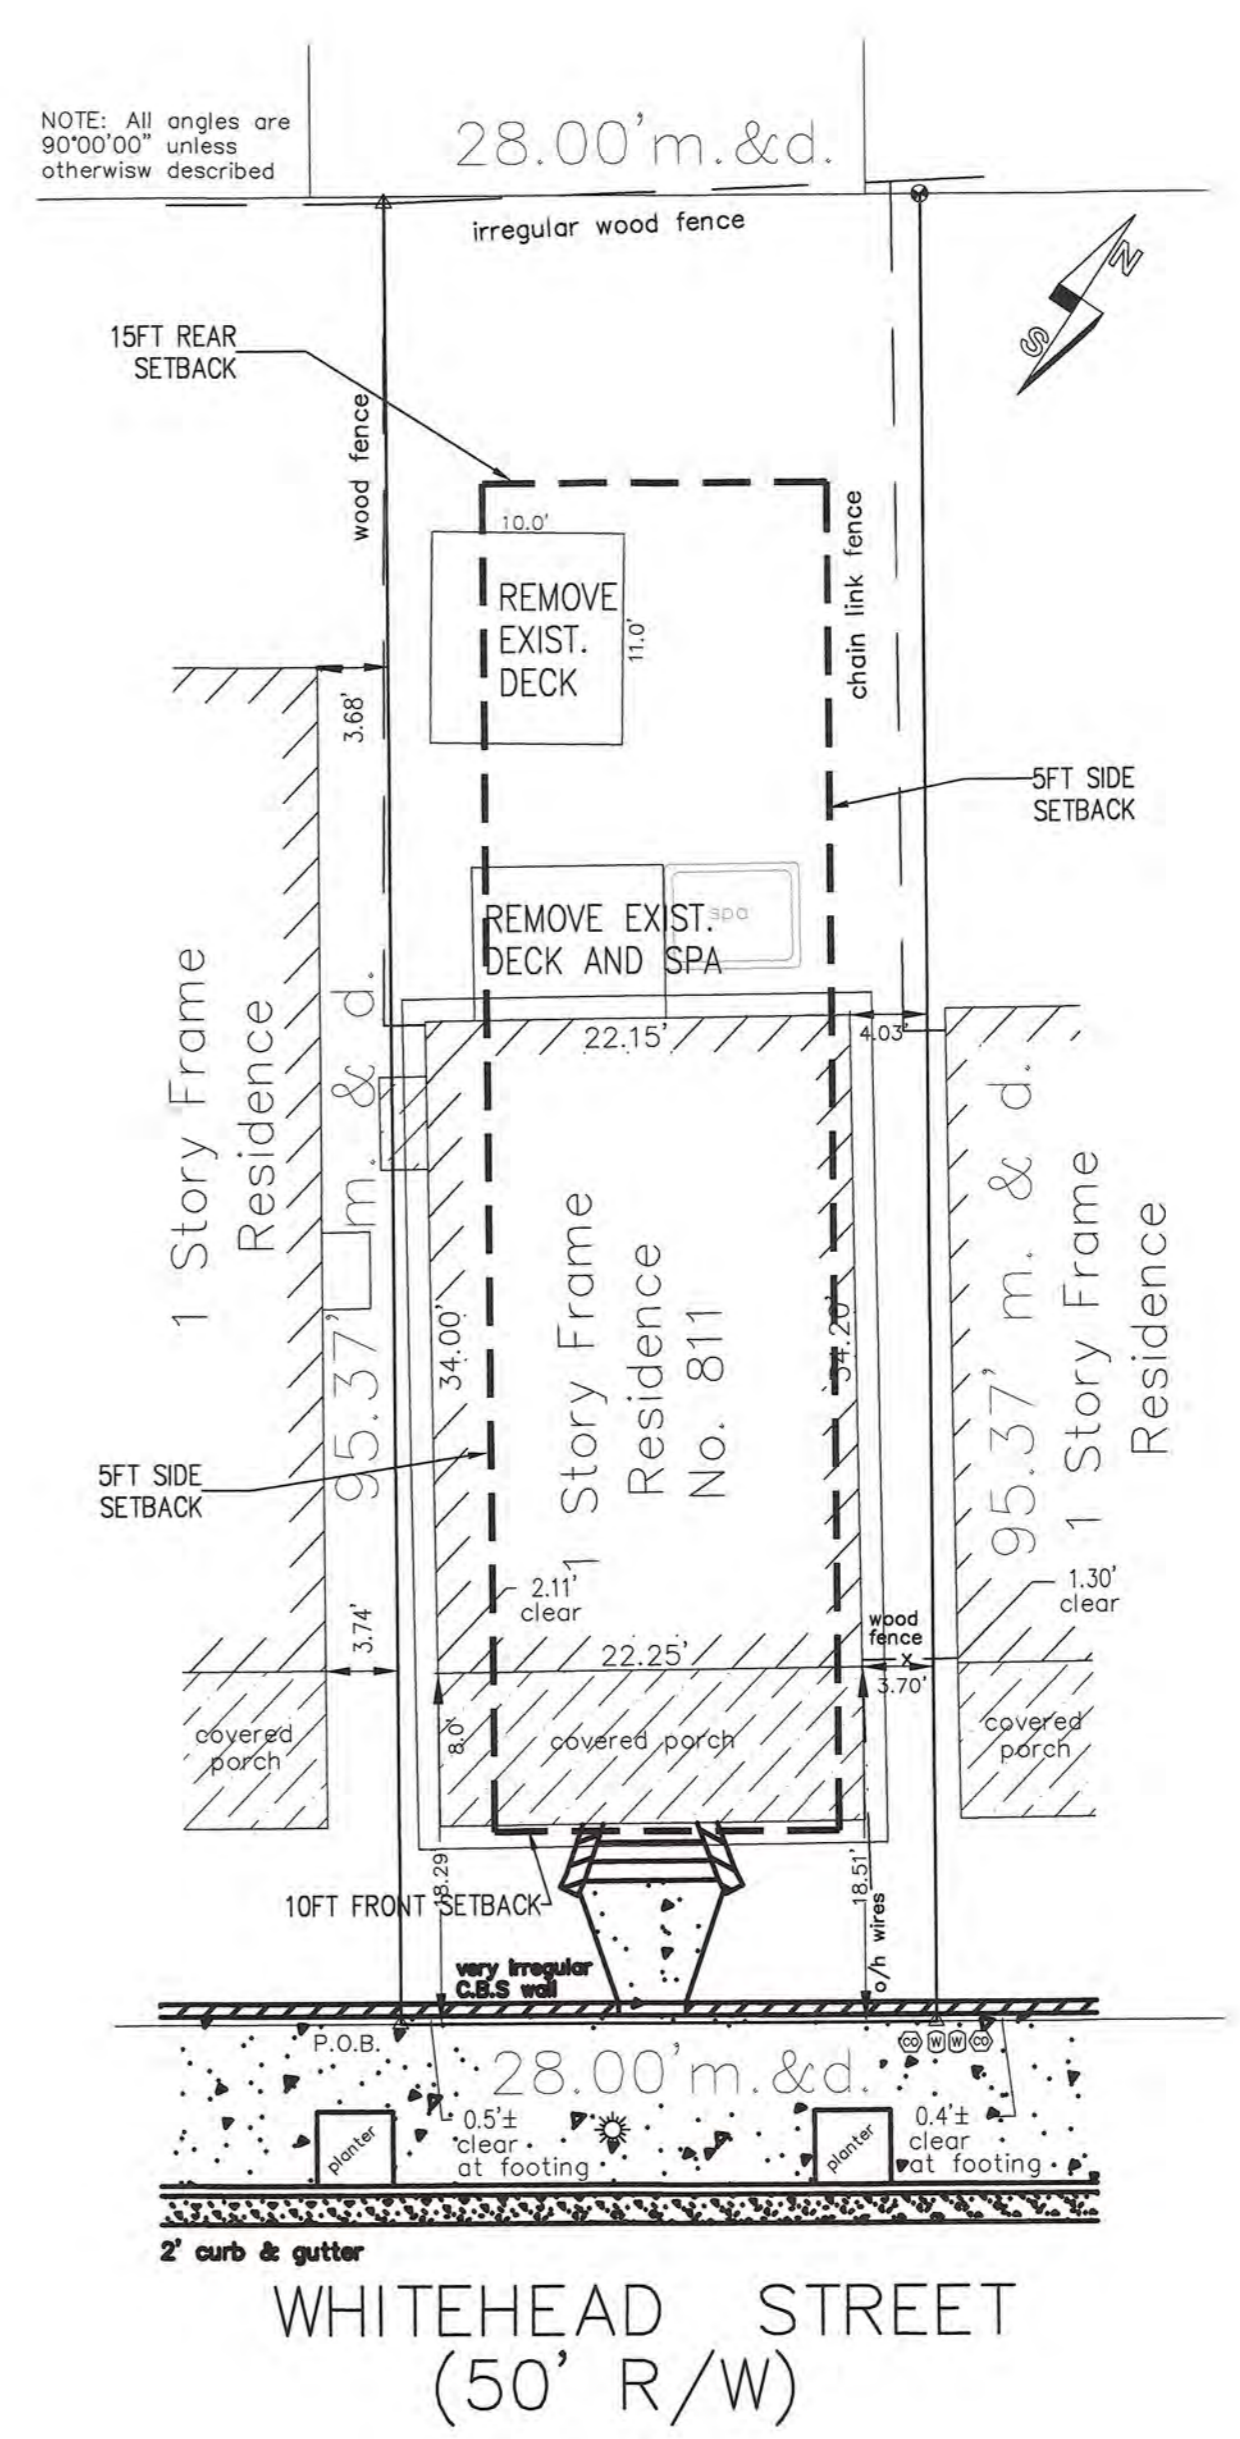 NOTE: All angles are
90°00'00" unless
otherwisw described
28.00'm.&d.
irregular wood fence
N
S
15FT REAR
SETBACK
wood fence
chain link fence
10.0'
REMOVE
EXIST.
DECK
11.0'
3.68'
5FT SIDE
SETBACK
REMOVE EXIST.
DECK AND SPA
spa
22.15'
4.03'
1 Story Frame
Residence
95.37' m. & d.
34.00'
1 Story Frame
Residence
No. 811
34.20'
95.37' m. & d.
1 Story Frame
Residence
5FT SIDE
SETBACK
2.11'
clear
1.30'
clear
3.74'
wood
fence
x
22.25'
3.70'
covered
porch
8.0'
covered porch
covered
porch
18.29'
18.51'
10FT FRONT SETBACK
o/h wires
very irregular
C.B.S wall
P.O.B.
CO W W CO
28.00'm.&d.
planter
0.5'±
clear
at footing
planter
0.4'±
clear
at footing
2' curb & gutter
WHITEHEAD STREET
(50' R/W)